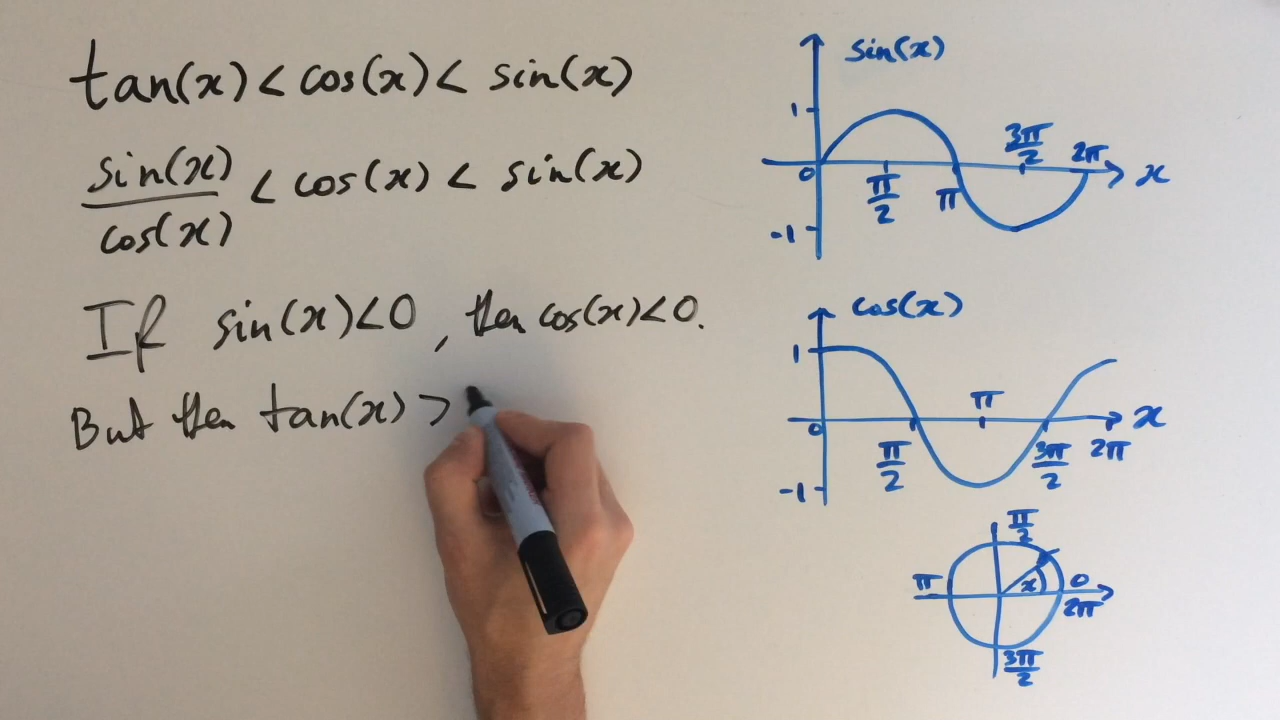 tan(x) < cos(x) < sin(x)
sin(x)/cos(x) < cos(x) < sin(x)
If sin(x)<0, then cos(x)<0.
But then tan(x) >
sin(x)
1
0
π/2
π
3π/2
2π
x
-1
cos(x)
1
0
π/2
π
3π/2
2π
x
-1
π/2
π
x
0
2π
3π/2